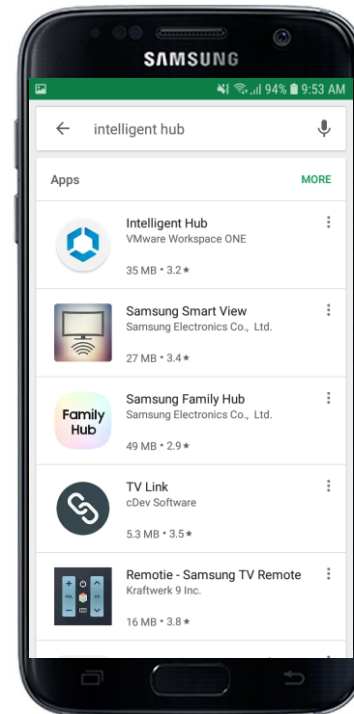 SAMSUNG
94% 9:53 AM
intelligent hub
Apps MORE
Intelligent Hub
VMware Workspace ONE
35 MB • 3.2★
Samsung Smart View
Samsung Electronics Co., Ltd.
27 MB • 3.4★
Family
Hub
Samsung Family Hub
Samsung Electronics Co., Ltd.
49 MB • 2.9★
TV Link
cDev Software
5.3 MB • 3.5★
Remotie - Samsung TV Remote
Kraftwerk 9 Inc.
16 MB • 3.8★